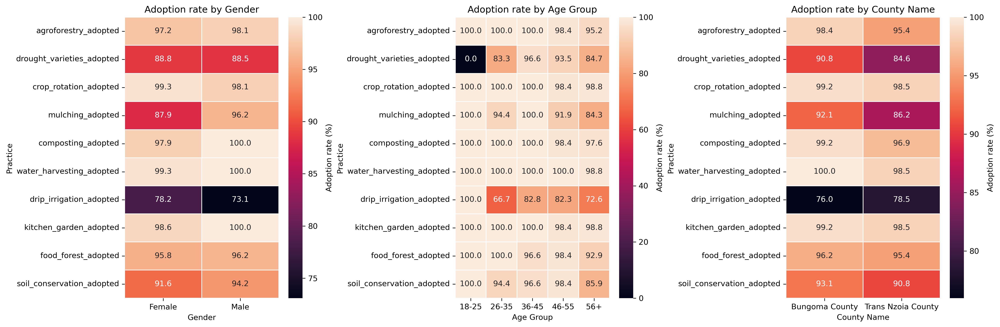 Adoption rate by Gender
agroforestry_adopted 97.2 98.1
drought_varieties_adopted 88.8 88.5
crop_rotation_adopted 99.3 98.1
mulching_adopted 87.9 96.2
composting_adopted 97.9 100.0
water_harvesting_adopted 99.3 100.0
drip_irrigation_adopted 78.2 73.1
kitchen_garden_adopted 98.6 100.0
food_forest_adopted 95.8 96.2
soil_conservation_adopted 91.6 94.2
Female Male
Gender
Practice
100
95
90
85
80
75
Adoption rate (%)
Adoption rate by Age Group
agroforestry_adopted 100.0 100.0 100.0 98.4 95.2
drought_varieties_adopted 0.0 83.3 96.6 93.5 84.7
crop_rotation_adopted 100.0 100.0 100.0 98.4 98.8
mulching_adopted 100.0 94.4 100.0 91.9 84.3
composting_adopted 100.0 100.0 100.0 98.4 97.6
water_harvesting_adopted 100.0 100.0 100.0 100.0 98.8
drip_irrigation_adopted 100.0 66.7 82.8 82.3 72.6
kitchen_garden_adopted 100.0 100.0 100.0 98.4 98.8
food_forest_adopted 100.0 100.0 96.6 98.4 92.9
soil_conservation_adopted 100.0 94.4 96.6 98.4 85.9
18-25 26-35 36-45 46-55 56+
Age Group
Practice
100
80
60
40
20
0
Adoption rate (%)
Adoption rate by County Name
agroforestry_adopted 98.4 95.4
drought_varieties_adopted 90.8 84.6
crop_rotation_adopted 99.2 98.5
mulching_adopted 92.1 86.2
composting_adopted 99.2 96.9
water_harvesting_adopted 100.0 98.5
drip_irrigation_adopted 76.0 78.5
kitchen_garden_adopted 99.2 98.5
food_forest_adopted 96.2 95.4
soil_conservation_adopted 93.1 90.8
Bungoma County Trans Nzoia County
County Name
Practice
100
95
90
85
80
Adoption rate (%)